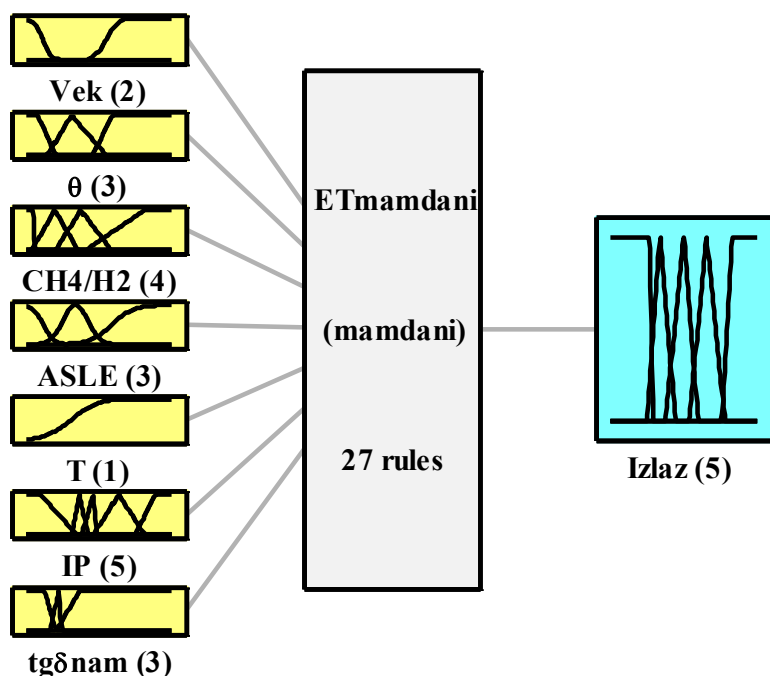 Vek (2)
θ (3)
CH4/H2 (4)
ASLE (3)
T (1)
IP (5)
tgδnam (3)
ETmamdani
(mamdani)
27 rules
Izlaz (5)